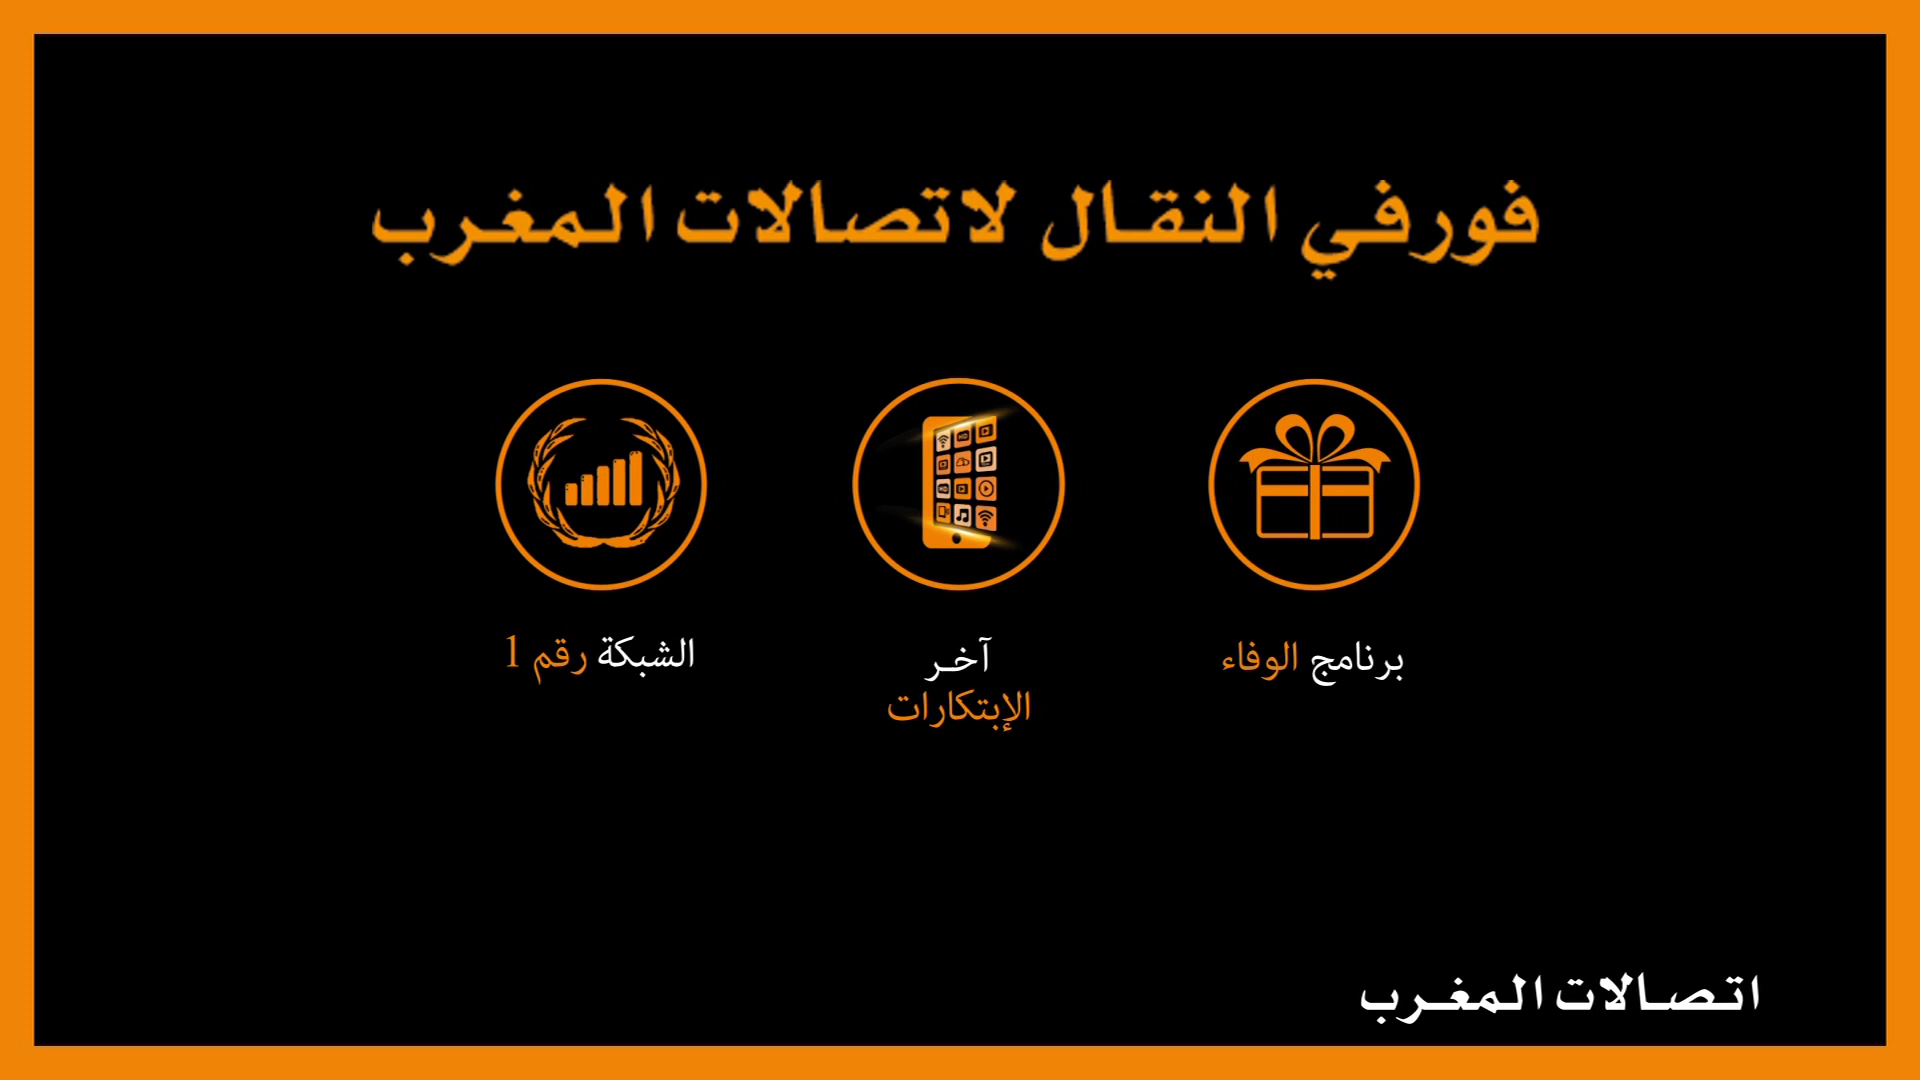 فورفي النقال لاتصالات المغرب
برنامج الوفاء
آخر
الإبتكارات
الشبكة رقم 1
اتصالات المغرب